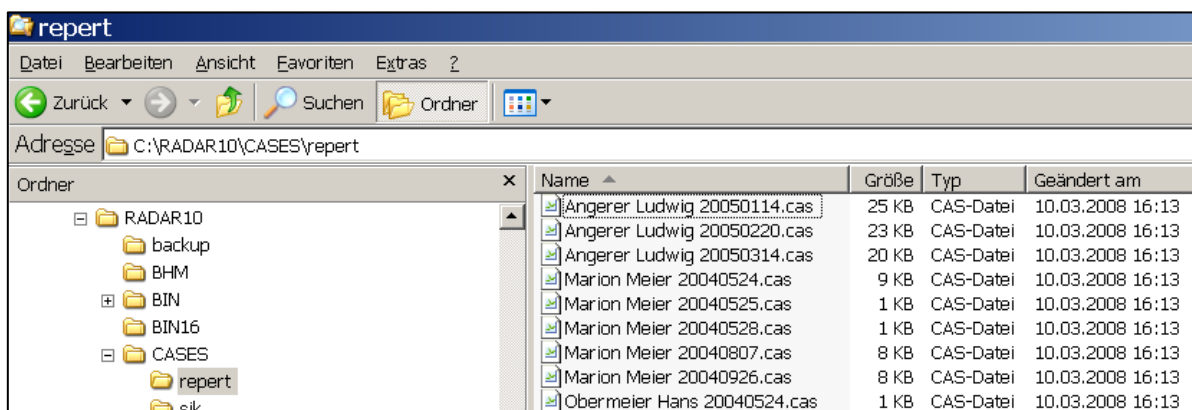 repert
Datei Bearbeiten Ansicht Favoriten Extras ?
Zurück Suchen Ordner
Adresse C:\RADAR10\CASES\repert
Ordner x Name Größe Typ Geändert am
RADAR10
backup
BHM
BIN
BIN16
CASES
repert
sik
Angerer Ludwig 20050114.cas 25 KB CAS-Datei 10.03.2008 16:13
Angerer Ludwig 20050220.cas 23 KB CAS-Datei 10.03.2008 16:13
Angerer Ludwig 20050314.cas 20 KB CAS-Datei 10.03.2008 16:13
Marion Meier 20040524.cas 9 KB CAS-Datei 10.03.2008 16:13
Marion Meier 20040525.cas 1 KB CAS-Datei 10.03.2008 16:13
Marion Meier 20040528.cas 1 KB CAS-Datei 10.03.2008 16:13
Marion Meier 20040807.cas 8 KB CAS-Datei 10.03.2008 16:13
Marion Meier 20040926.cas 8 KB CAS-Datei 10.03.2008 16:13
Obermeier Hans 20040524.cas 1 KB CAS-Datei 10.03.2008 16:13